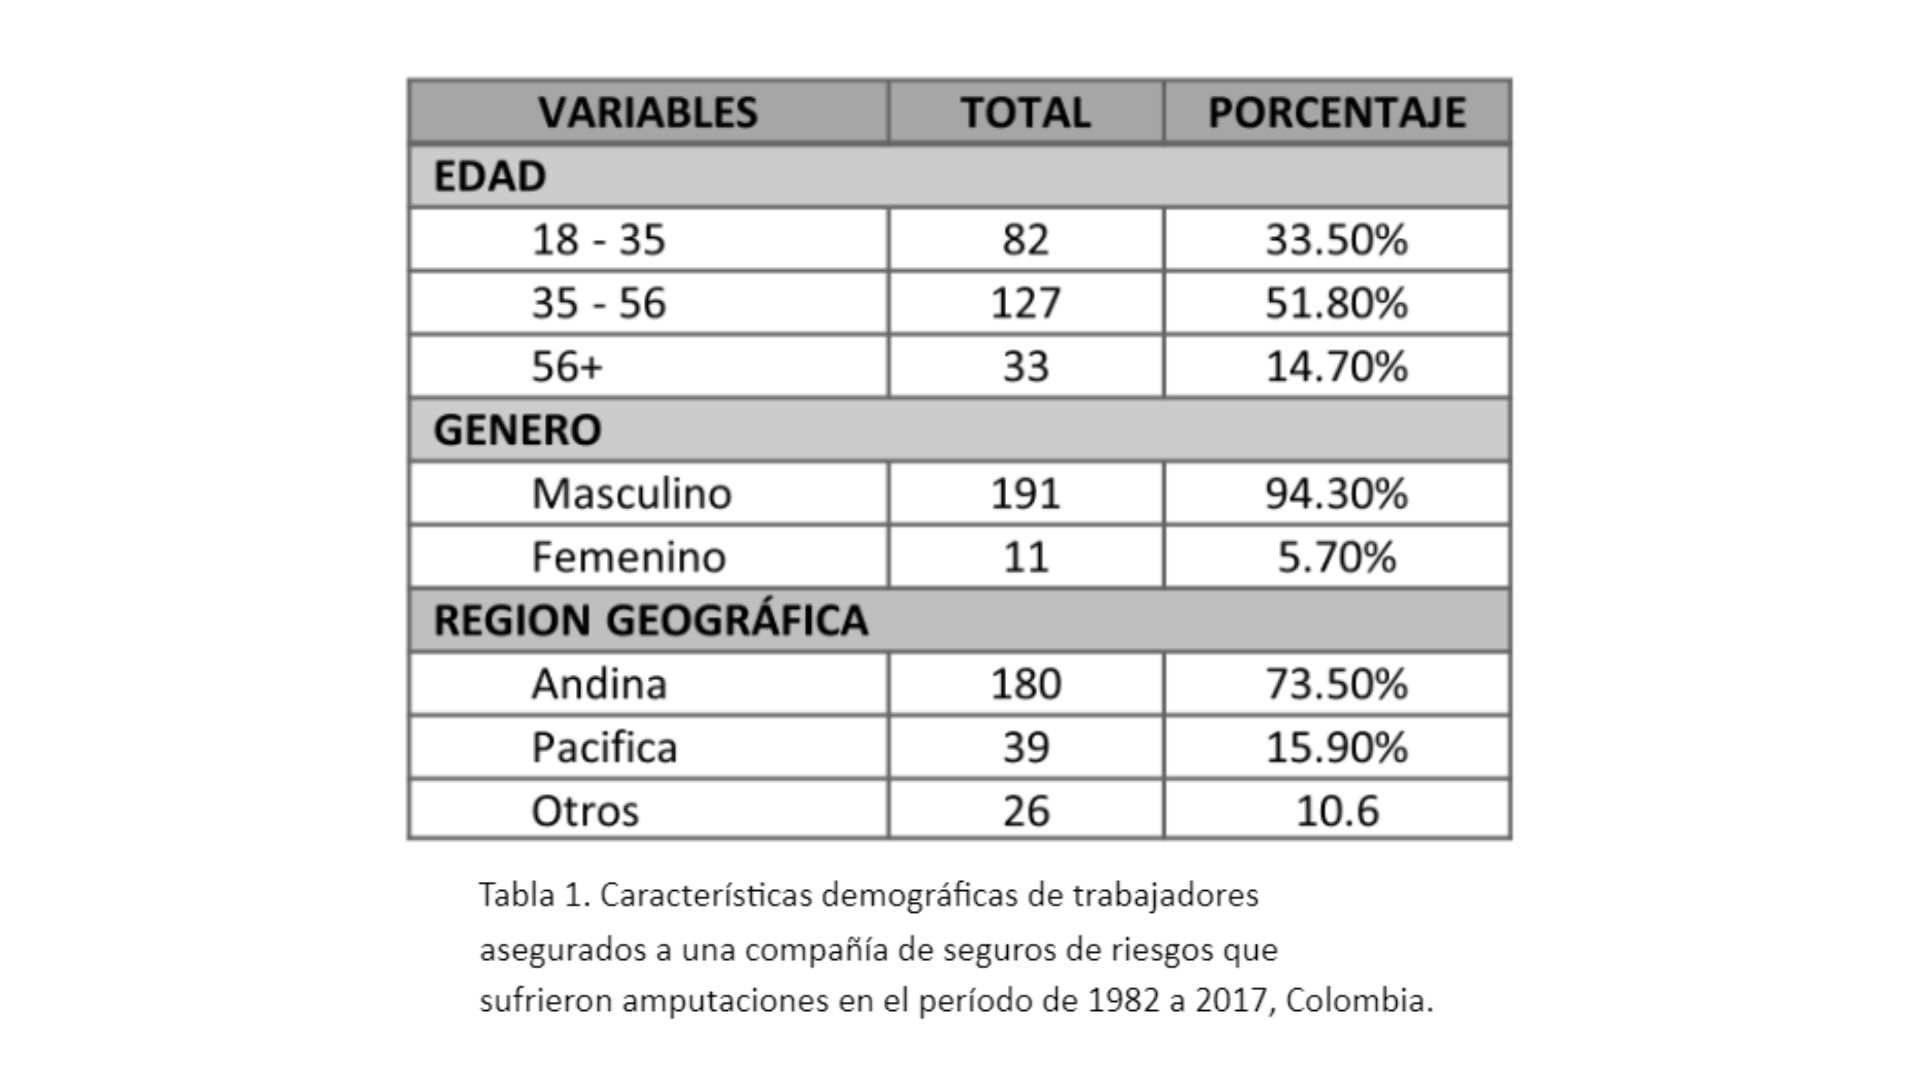 VARIABLES TOTAL PORCENTAJE
EDAD
18 - 35 82 33.50%
35 - 56 127 51.80%
56+ 33 14.70%
GENERO
Masculino 191 94.30%
Femenino 11 5.70%
REGION GEOGRÁFICA
Andina 180 73.50%
Pacifica 39 15.90%
Otros 26 10.6
Tabla 1. Características demográficas de trabajadores
asegurados a una compañía de seguros de riesgos que
sufrieron amputaciones en el período de 1982 a 2017, Colombia.